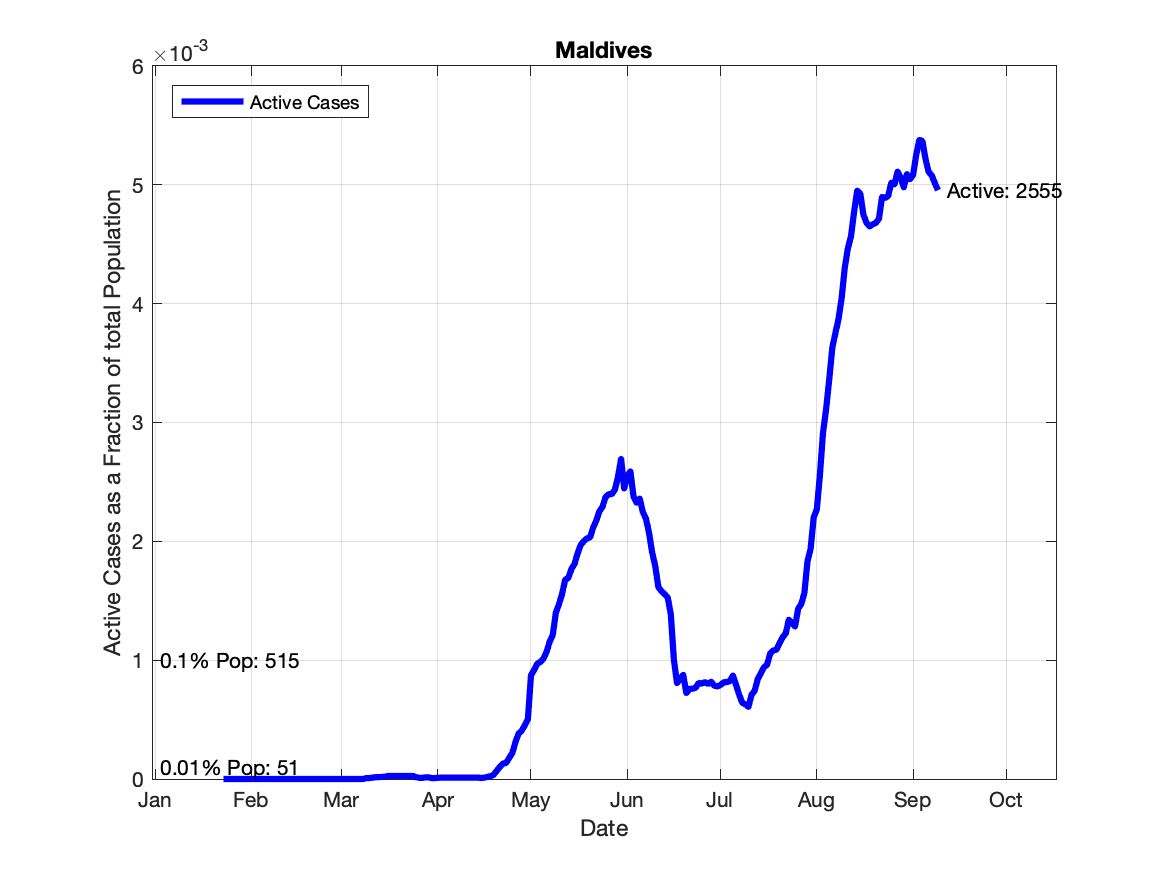 Maldives
×10-3
Active Cases
6
5
4
3
2
1
0
Active Cases as a Fraction of total Population
Active: 2555
0.1% Pop: 515
0.01% Pop: 51
Jan Feb Mar Apr May Jun Jul Aug Sep Oct
Date